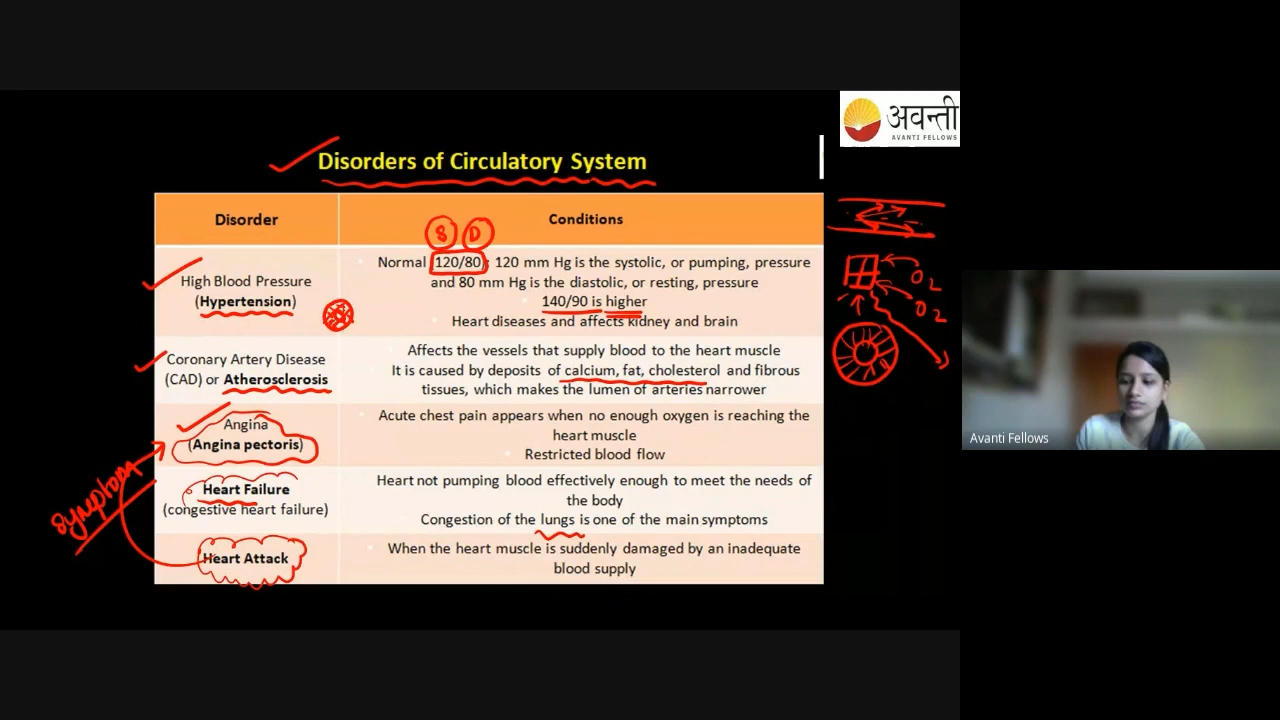 अवन्ती
AVANTI FELLOWS
Disorders of Circulatory System
Disorder
Conditions
S D
High Blood Pressure
(Hypertension)
Normal 120/80; 120 mm Hg is the systolic, or pumping, pressure
and 80 mm Hg is the diastolic, or resting, pressure
140/90 is higher
Heart diseases and affects kidney and brain
O2
O2
Coronary Artery Disease
(CAD) or Atherosclerosis
Affects the vessels that supply blood to the heart muscle
It is caused by deposits of calcium, fat, cholesterol and fibrous
tissues, which makes the lumen of arteries narrower
Angina
(Angina pectoris)
Acute chest pain appears when no enough oxygen is reaching the
heart muscle
Restricted blood flow
Symptoms
Heart Failure
(congestive heart failure)
Heart not pumping blood effectively enough to meet the needs of
the body
Congestion of the lungs is one of the main symptoms
Heart Attack
When the heart muscle is suddenly damaged by an inadequate
blood supply
Avanti Fellows